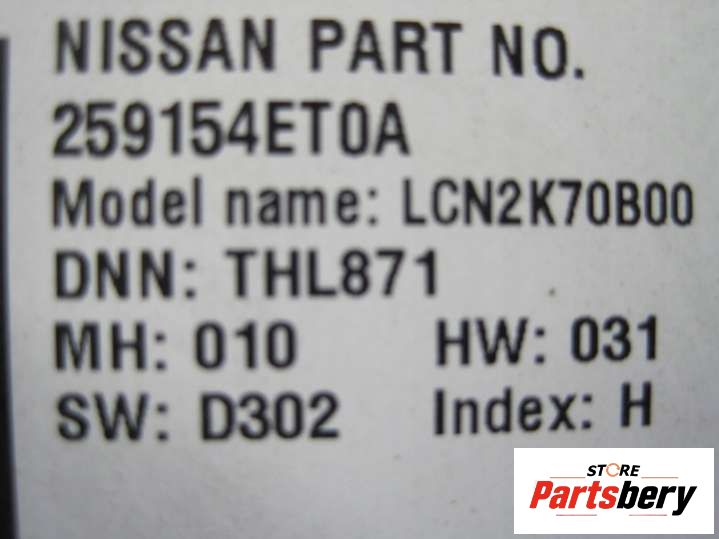 NISSAN PART NO.
259154ET0A
Model name: LCN2K70B00
DNN: THL871
MH: 010 HW: 031
SW: D302 Index: H
STORE
Partsbery